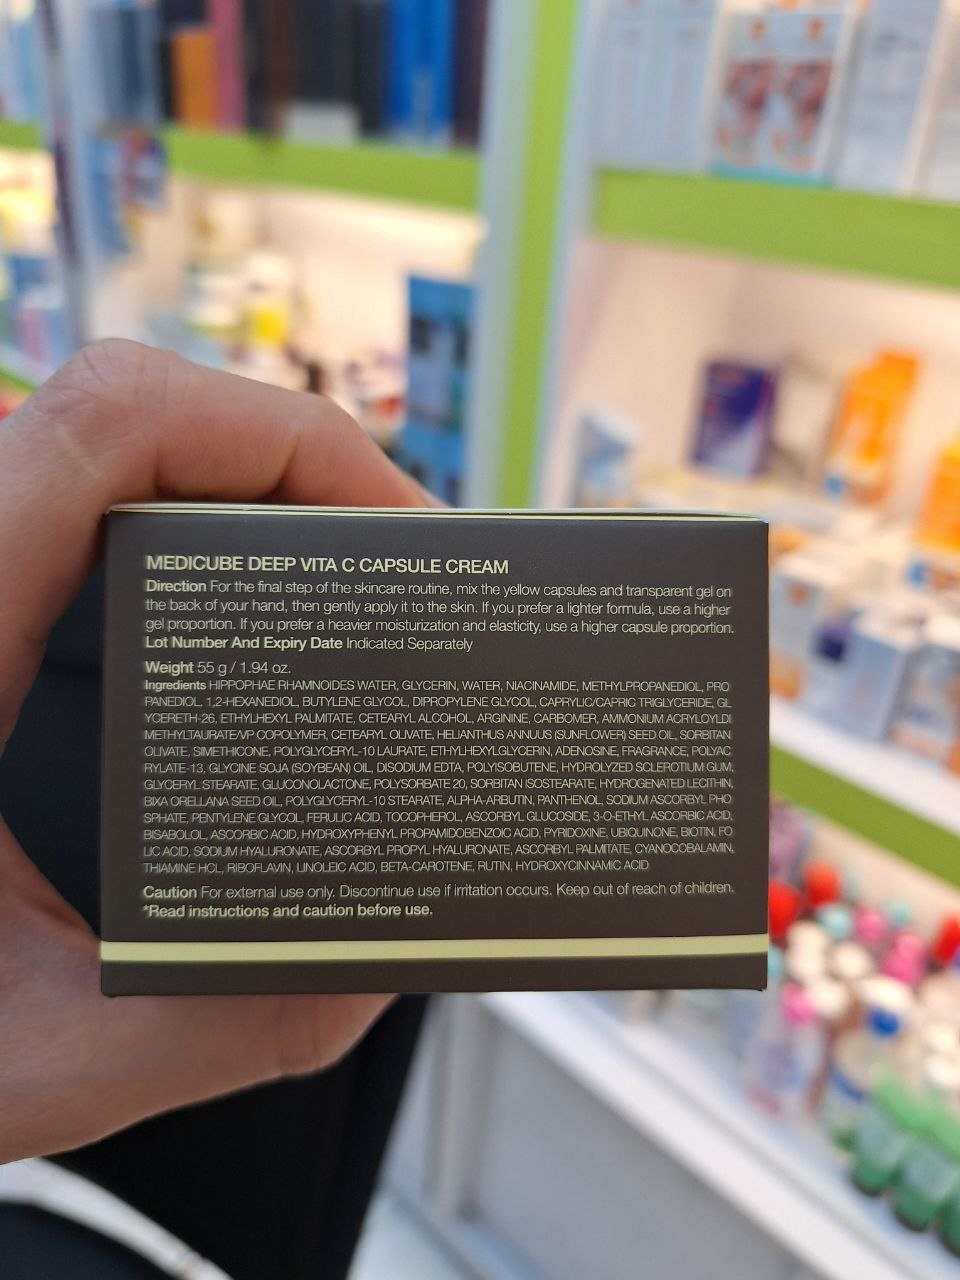 MEDICUBE DEEP VITA C CAPSULE CREAM
Direction For the final step of the skincare routine, mix the yellow capsules and transparent gel on
the back of your hand, then gently apply it to the skin. If you prefer a lighter formula, use a higher
gel proportion. If you prefer a heavier moisturization and elasticity, use a higher capsule proportion.
Lot Number And Expiry Date Indicated Separately
Weight 55 g / 1.94 oz.
Ingredients HIPPOPHAE RHAMNOIDES WATER, GLYCERIN, WATER, NIACINAMIDE, METHYLPROPANEDIOL, PRO
PANEDIOL, 1,2-HEXANEDIOL, BUTYLENE GLYCOL, DIPROPYLENE GLYCOL, CAPRYLIC/CAPRIC TRIGLYCERIDE, GL
YCERETH-26, ETHYLHEXYL PALMITATE, CETEARYL ALCOHOL, ARGININE, CARBOMER, AMMONIUM ACRYLOYLDI
METHYLTAURATE/VP COPOLYMER, CETEARYL OLIVATE, HELIANTHUS ANNUUS (SUNFLOWER) SEED OIL, SORBITAN
OLIVATE, SIMETHICONE, POLYGLYCERYL-10 LAURATE, ETHYLHEXYLGLYCERIN, ADENOSINE, FRAGRANCE, POLYAC
RYLATE-13, GLYCINE SOJA (SOYBEAN) OIL, DISODIUM EDTA, POLYISOBUTENE, HYDROLYZED SCLEROTIUM GUM,
GLYCERYL STEARATE, GLUCONOLACTONE, POLYSORBATE 20, SORBITAN ISOSTEARATE, HYDROGENATED LECITHIN,
BIXA ORELLANA SEED OIL, POLYGLYCERYL-10 STEARATE, ALPHA-ARBUTIN, PANTHENOL, SODIUM ASCORBYL PHO
SPHATE, PENTYLENE GLYCOL, FERULIC ACID, TOCOPHEROL, ASCORBYL GLUCOSIDE, 3-O-ETHYL ASCORBIC ACID,
BISABOLOL, ASCORBIC ACID, HYDROXYPHENYL PROPAMIDOBENZOIC ACID, PYRIDOXINE, UBIQUINONE, BIOTIN, FO
LIC ACID, SODIUM HYALURONATE, ASCORBYL PROPYL HYALURONATE, ASCORBYL PALMITATE, CYANOCOBALAMIN,
THIAMINE HCL, RIBOFLAVIN, LINOLEIC ACID, BETA-CAROTENE, RUTIN, HYDROXYCINNAMIC ACID
Caution For external use only. Discontinue use if irritation occurs. Keep out of reach of children.
*Read instructions and caution before use.